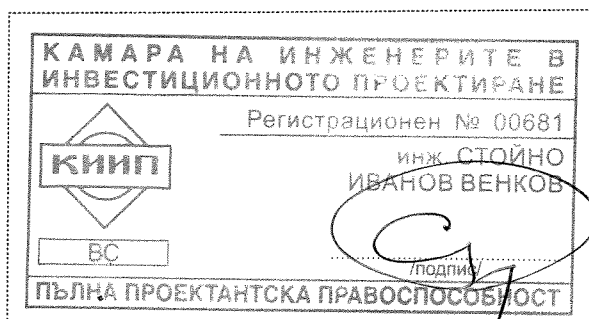 КАМАРА НА ИНЖЕНЕРИТЕ В
ИНВЕСТИЦИОННОТО ПРОЕКТИРАНЕ
Регистрационен № 00681
КИИП
инж. СТОЙНО
ИВАНОВ ВЕНКОВ
ВС
/подпис/
ПЪЛНА ПРОЕКТАНТСКА ПРАВОСПОСОБНОСТ